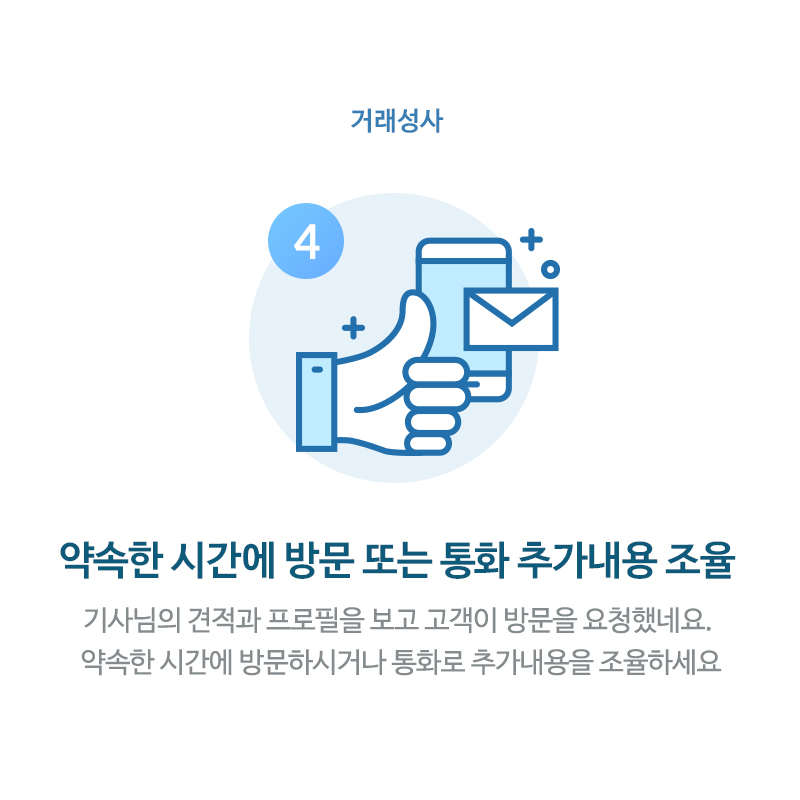 거래성사
4
약속한 시간에 방문 또는 통화 추가내용 조율
기사님의 견적과 프로필을 보고 고객이 방문을 요청했네요.
약속한 시간에 방문하시거나 통화로 추가내용을 조율하세요